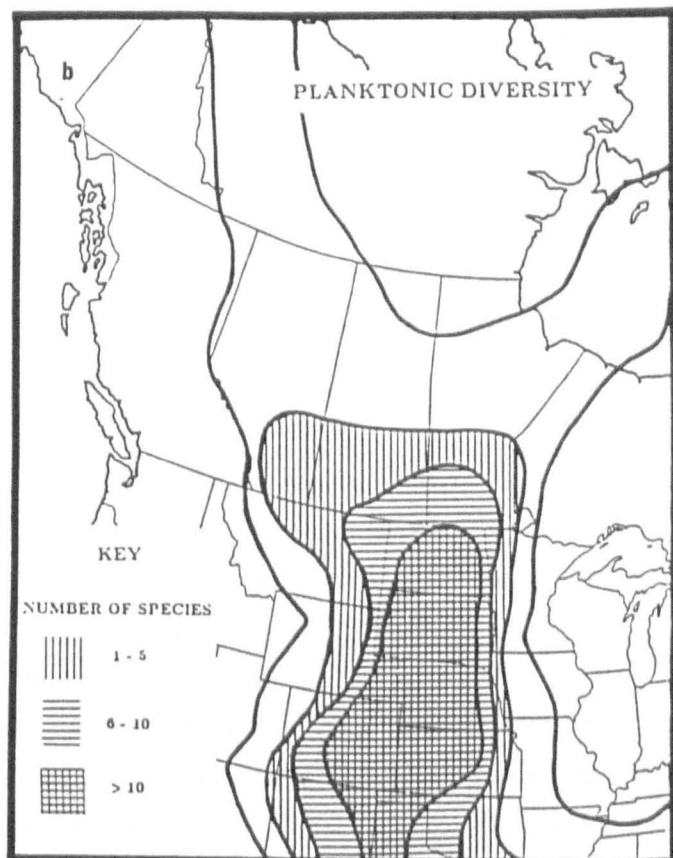 b
PLANKTONIC DIVERSITY
KEY
NUMBER OF SPECIES
1 - 5
6 - 10
> 10